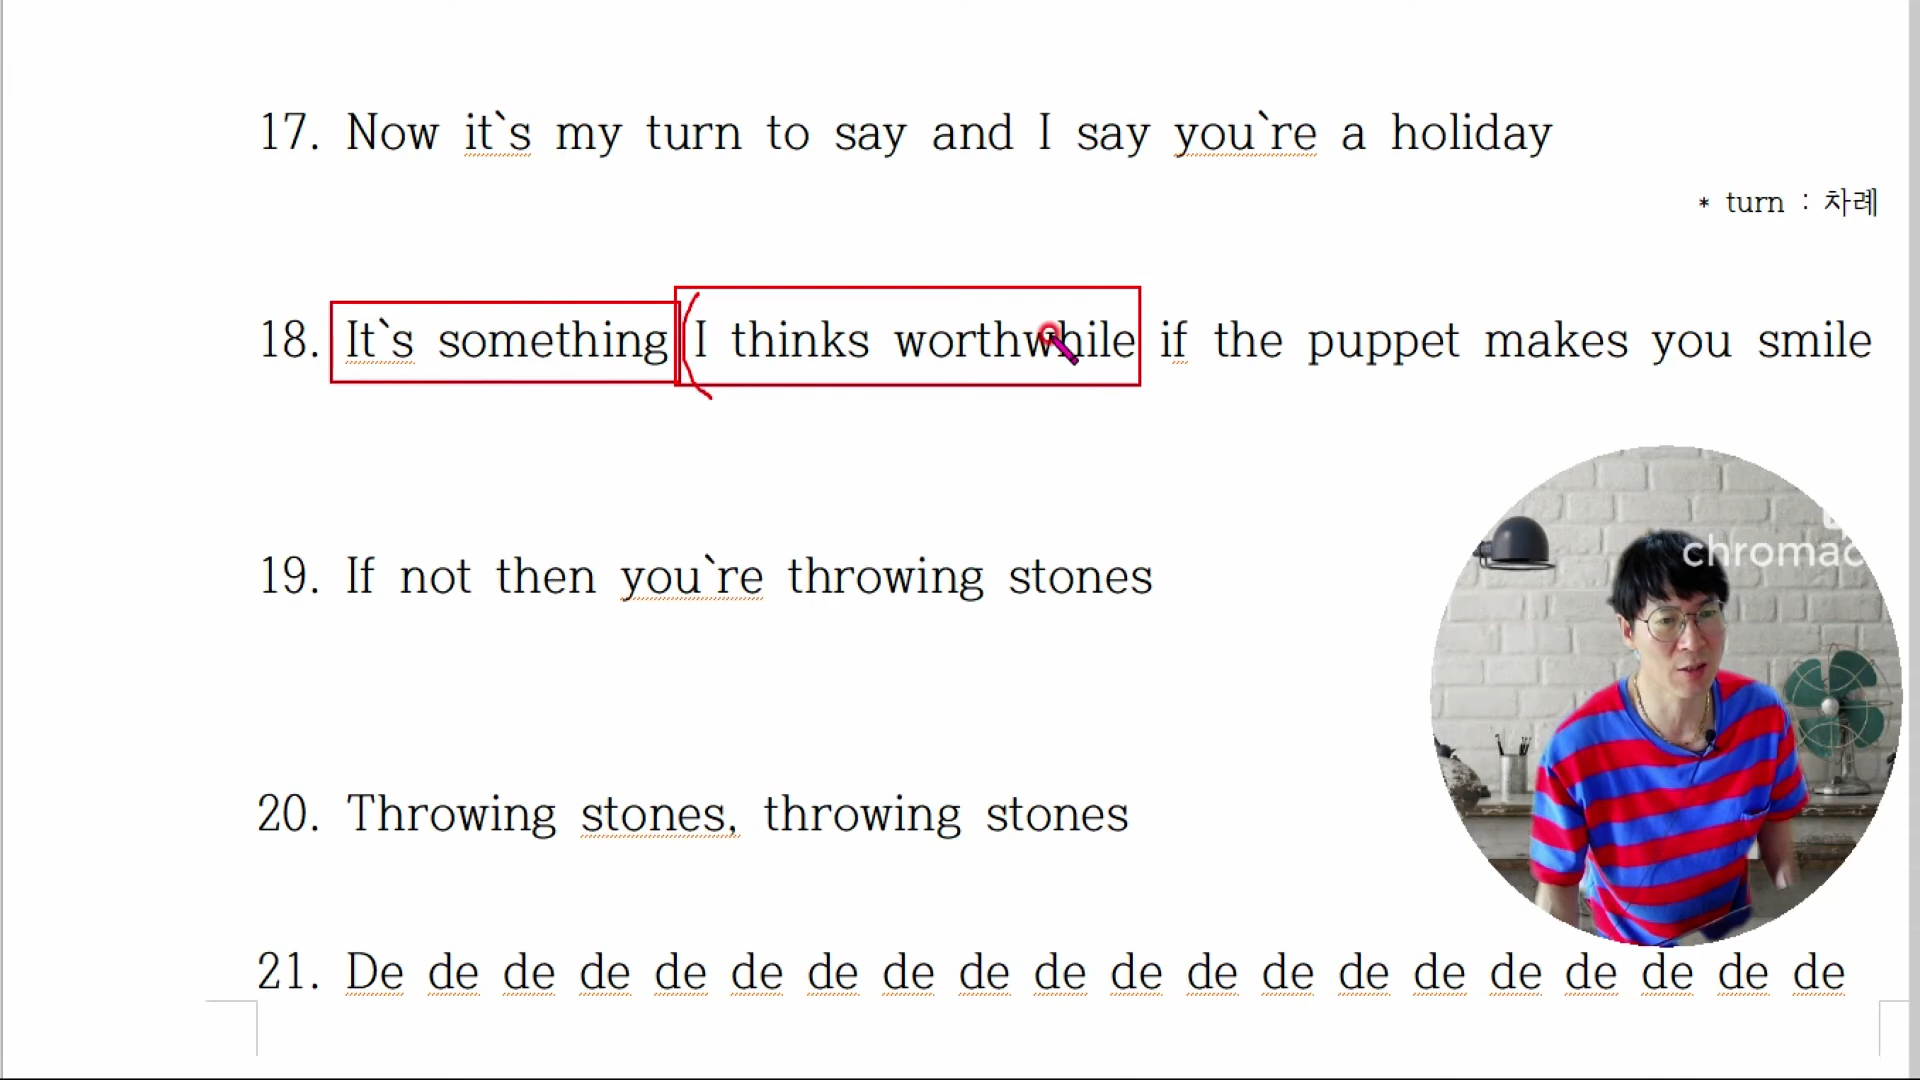 17. Now it`s my turn to say and I say you`re a holiday
* turn : 차례
18. It`s something I thinks worthwhile if the puppet makes you smile
19. If not then you`re throwing stones
chromac
20. Throwing stones, throwing stones
21. De de de de de de de de de de de de de de de de de de de de